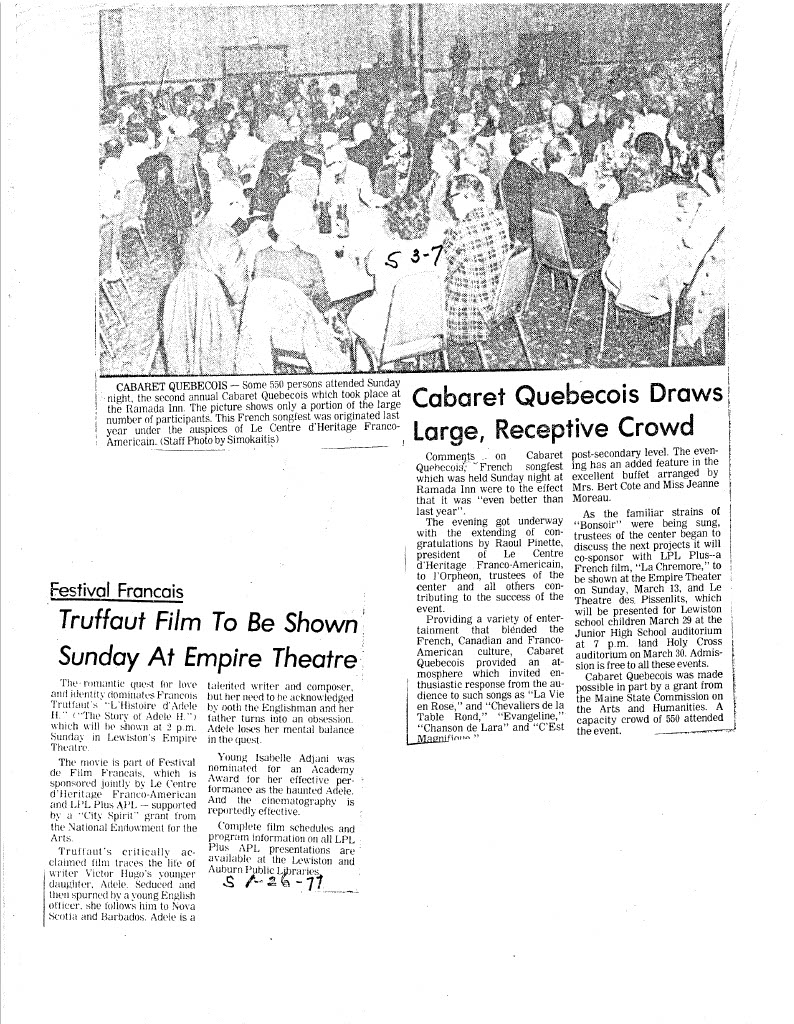 S 3-7
CABARET QUEBECOIS — Some 550 persons attended Sunday
night, the second annual Cabaret Quebecois which took place at
the Ramada Inn. The picture shows only a portion of the large
number of participants. This French songfest was originated last
year under the auspices of Le Centre d'Heritage Franco-
Americain. (Staff Photo by Simokaitis)
Cabaret Quebecois Draws
Large, Receptive Crowd
Comments on Cabaret
Quebecois, French songfest
which was held Sunday night at
Ramada Inn were to the effect
that it was "even better than
last year".
The evening got underway
with the extending of con-
gratulations by Raoul Pinette,
president of Le Centre
d'Heritage Franco-Americain,
to l'Orpheon, trustees of the
center and all others con-
tributing to the success of the
event.
Providing a variety of enter-
tainment that blended the
French, Canadian and Franco-
American culture, Cabaret
Quebecois provided an at-
mosphere which invited en-
thusiastic response from the au-
dience to such songs as "La Vie
en Rose," and "Chevaliers de la
Table Rond," "Evangeline,"
"Chanson de Lara" and "C'Est
Magnifique."
post-secondary level. The even-
ing has an added feature in the
excellent buffet arranged by
Mrs. Bert Cote and Miss Jeanne
Moreau.
As the familiar strains of
"Bonsoir" were being sung,
trustees of the center began to
discuss the next projects it will
co-sponsor with LPL Plus--a
French film, "La Chremore," to
be shown at the Empire Theater
on Sunday, March 13, and Le
Theatre des Pissenlits, which
will be presented for Lewiston
school children March 29 at the
Junior High School auditorium
at 7 p.m. land Holy Cross
auditorium on March 30. Admis-
sion is free to all these events.
Cabaret Quebecois was made
possible in part by a grant from
the Maine State Commission on
the Arts and Humanities. A
capacity crowd of 550 attended
the event.
Festival Francais
Truffaut Film To Be Shown
Sunday At Empire Theatre
The romantic quest for love
and identity dominates Francois
Truffaut's "L'Histoire d'Adele
H." ("The Story of Adele H.")
which will be shown at 2 p.m.
Sunday in Lewiston's Empire
Theatre.
The movie is part of Festival
de Film Francais, which is
sponsored jointly by Le Centre
d'Heritage Franco-American
and LPL Plus APL — supported
by a "City Spirit" grant from
the National Endowment for the
Arts.
Truffaut's critically ac-
claimed film traces the life of
writer Victor Hugo's younger
daughter, Adele. Seduced and
then spurned by a young English
officer, she follows him to Nova
Scotia and Barbados. Adele is a
talented writer and composer,
but her need to be acknowledged
by both the Englishman and her
father turns into an obsession.
Adele loses her mental balance
in the quest.
Young Isabelle Adjani was
nominated for an Academy
Award for her effective per-
formance as the haunted Adele.
And the cinematography is
reportedly effective.
Complete film schedules and
program information on all LPL
Plus APL presentations are
available at the Lewiston and
Auburn Public Libraries.
S 1-26-77